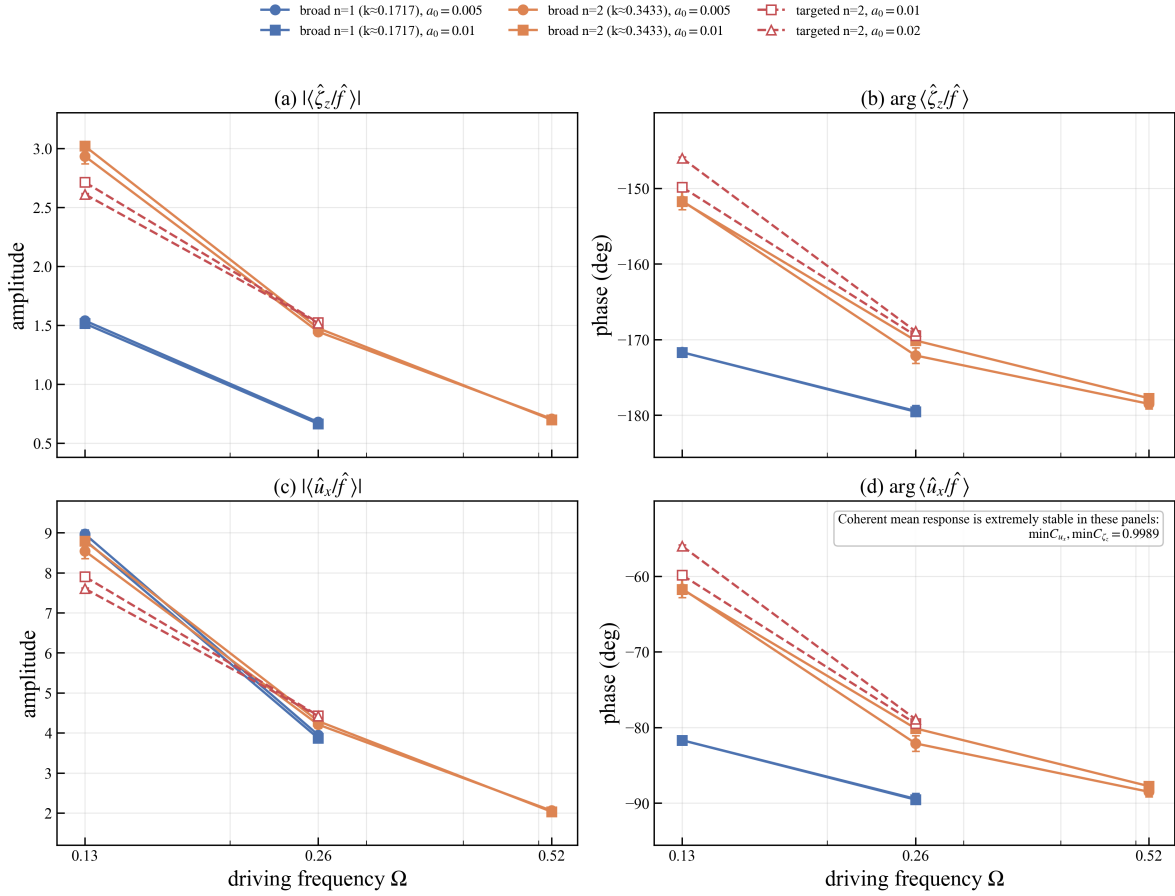 broad n=1 (k≈0.1717), a₀ = 0.005
broad n=1 (k≈0.1717), a₀ = 0.01
broad n=2 (k≈0.3433), a₀ = 0.005
broad n=2 (k≈0.3433), a₀ = 0.01
targeted n=2, a₀ = 0.01
targeted n=2, a₀ = 0.02
(a) |⟨ζ̂_z/f̂⟩|
3.0
2.5
2.0
1.5
1.0
0.5
amplitude
(b) arg⟨ζ̂_z/f̂⟩
−150
−160
−170
−180
phase (deg)
(c) |⟨û_x/f̂⟩|
9
8
7
6
5
4
3
2
amplitude
0.13
0.26
0.52
driving frequency Ω
(d) arg⟨û_x/f̂⟩
Coherent mean response is extremely stable in these panels:
minC_{u_x}, minC_{ζ_z} = 0.9989
−60
−70
−80
−90
phase (deg)
0.13
0.26
0.52
driving frequency Ω